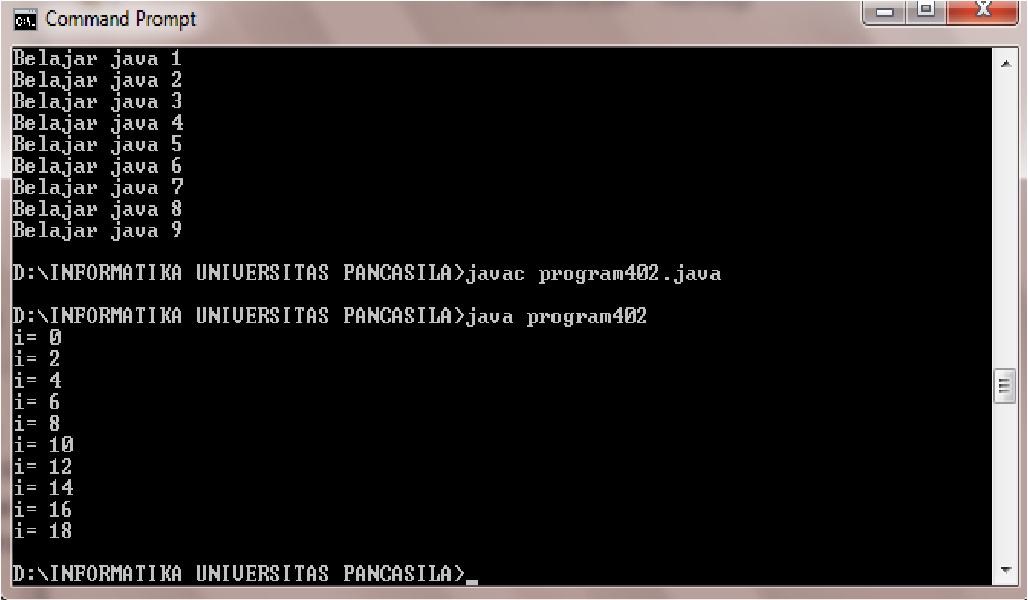 Command Prompt
Belajar java 1
Belajar java 2
Belajar java 3
Belajar java 4
Belajar java 5
Belajar java 6
Belajar java 7
Belajar java 8
Belajar java 9
D:\INFORMATIKA UNIVERSITAS PANCASILA>javac program402.java
D:\INFORMATIKA UNIVERSITAS PANCASILA>java program402
i= 0
i= 2
i= 4
i= 6
i= 8
i= 10
i= 12
i= 14
i= 16
i= 18
D:\INFORMATIKA UNIVERSITAS PANCASILA>_